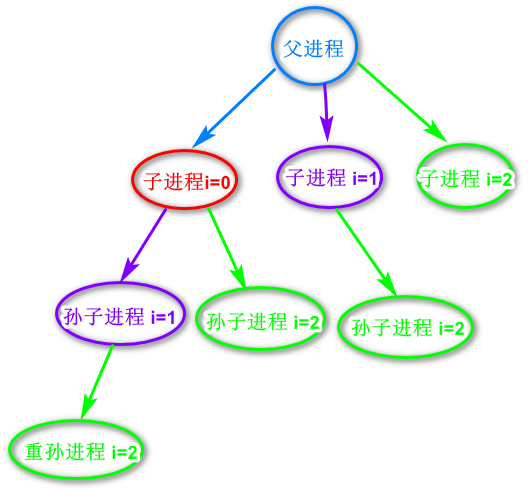 父进程
子进程i=0
子进程 i=1
子进程 i=2
孙子进程 i=1
孙子进程 i=2
孙子进程 i=2
重孙进程 i=2